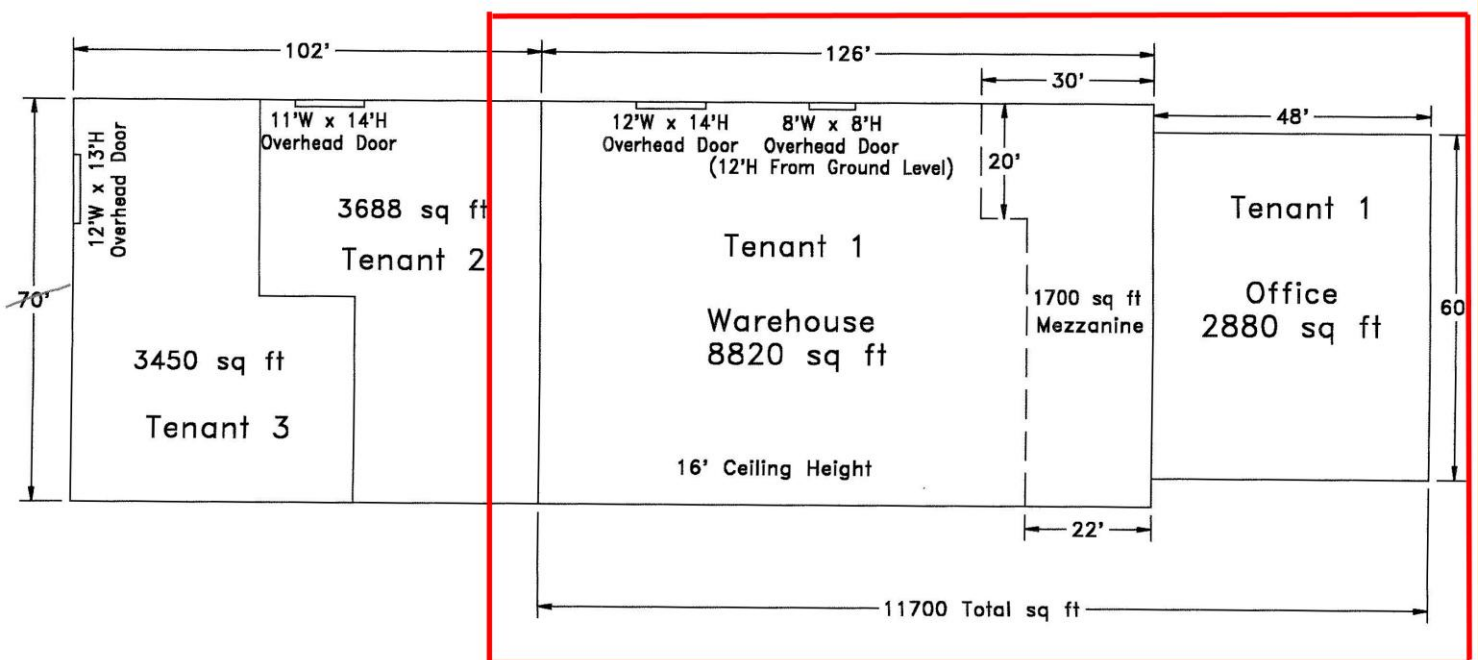 102'
126'
30'
48'
11'W x 14'H
Overhead Door
12'W x 14'H
Overhead Door
8'W x 8'H
Overhead Door
(12'H From Ground Level)
12'W x 13'H
Overhead Door
20'
3688 sq ft
Tenant 2
Tenant 1
Tenant 1
70'
1700 sq ft
Mezzanine
Office
2880 sq ft
60
Warehouse
8820 sq ft
3450 sq ft
Tenant 3
16' Ceiling Height
22'
11700 Total sq ft